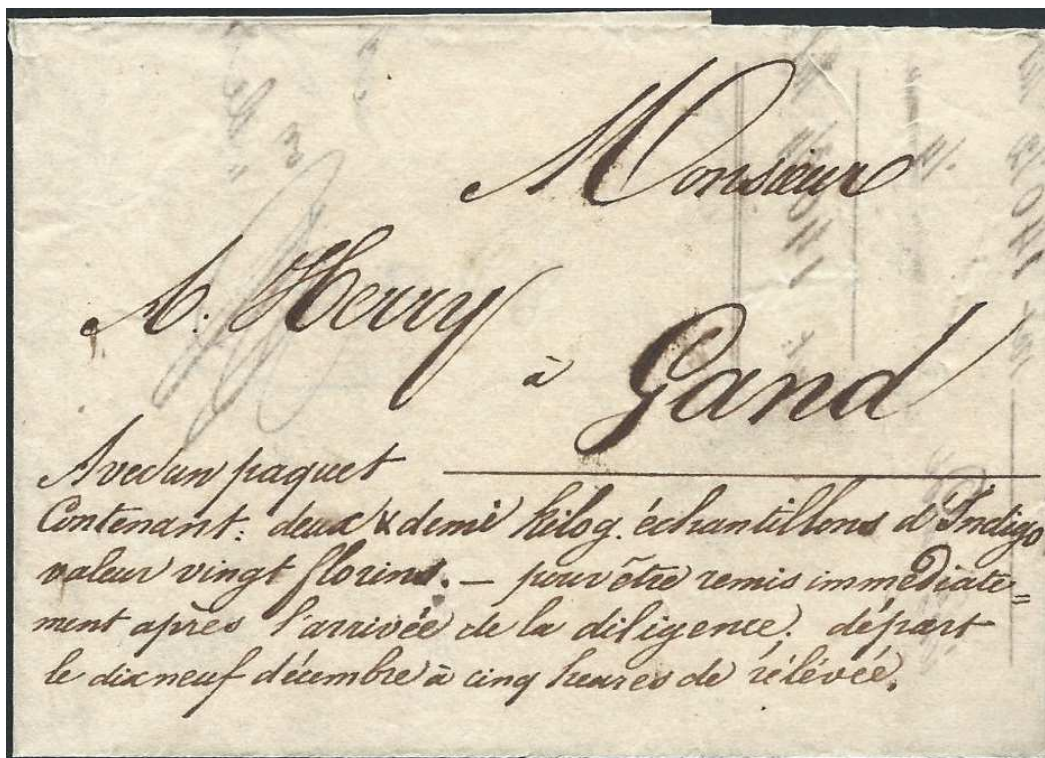 Monsieur
A. Herry
à Gand
Avec un paquet
Contenant: deux & demi kilog. échantillons d'Indigo
valeur vingt florins. — pour être remis immédiate=
ment après l'arrivée de la diligence. départ
le dix neuf décembre à cinq heures de rélévée.